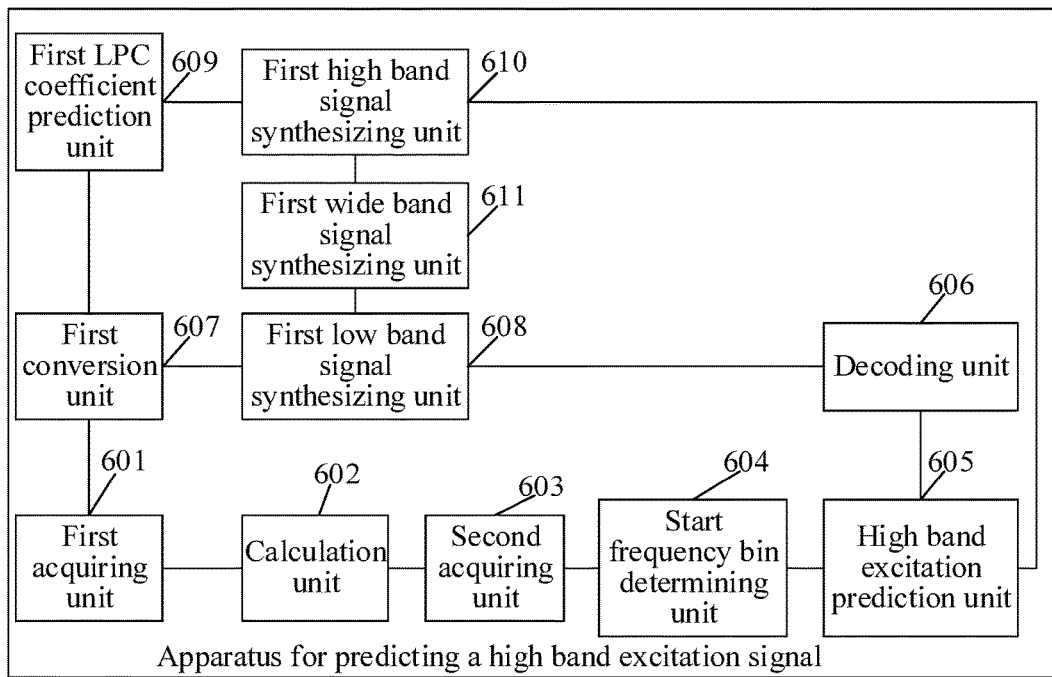 First LPC
coefficient
prediction
unit
609
First high band
signal
synthesizing unit
610
First wide band
signal
synthesizing unit
611
First
conversion
unit
607
First low band
signal
synthesizing unit
608
606
Decoding unit
601
First
acquiring unit
602
Calculation
unit
603
Second
acquiring
unit
604
Start
frequency bin
determining
unit
605
High band
excitation
prediction unit
Apparatus for predicting a high band excitation signal